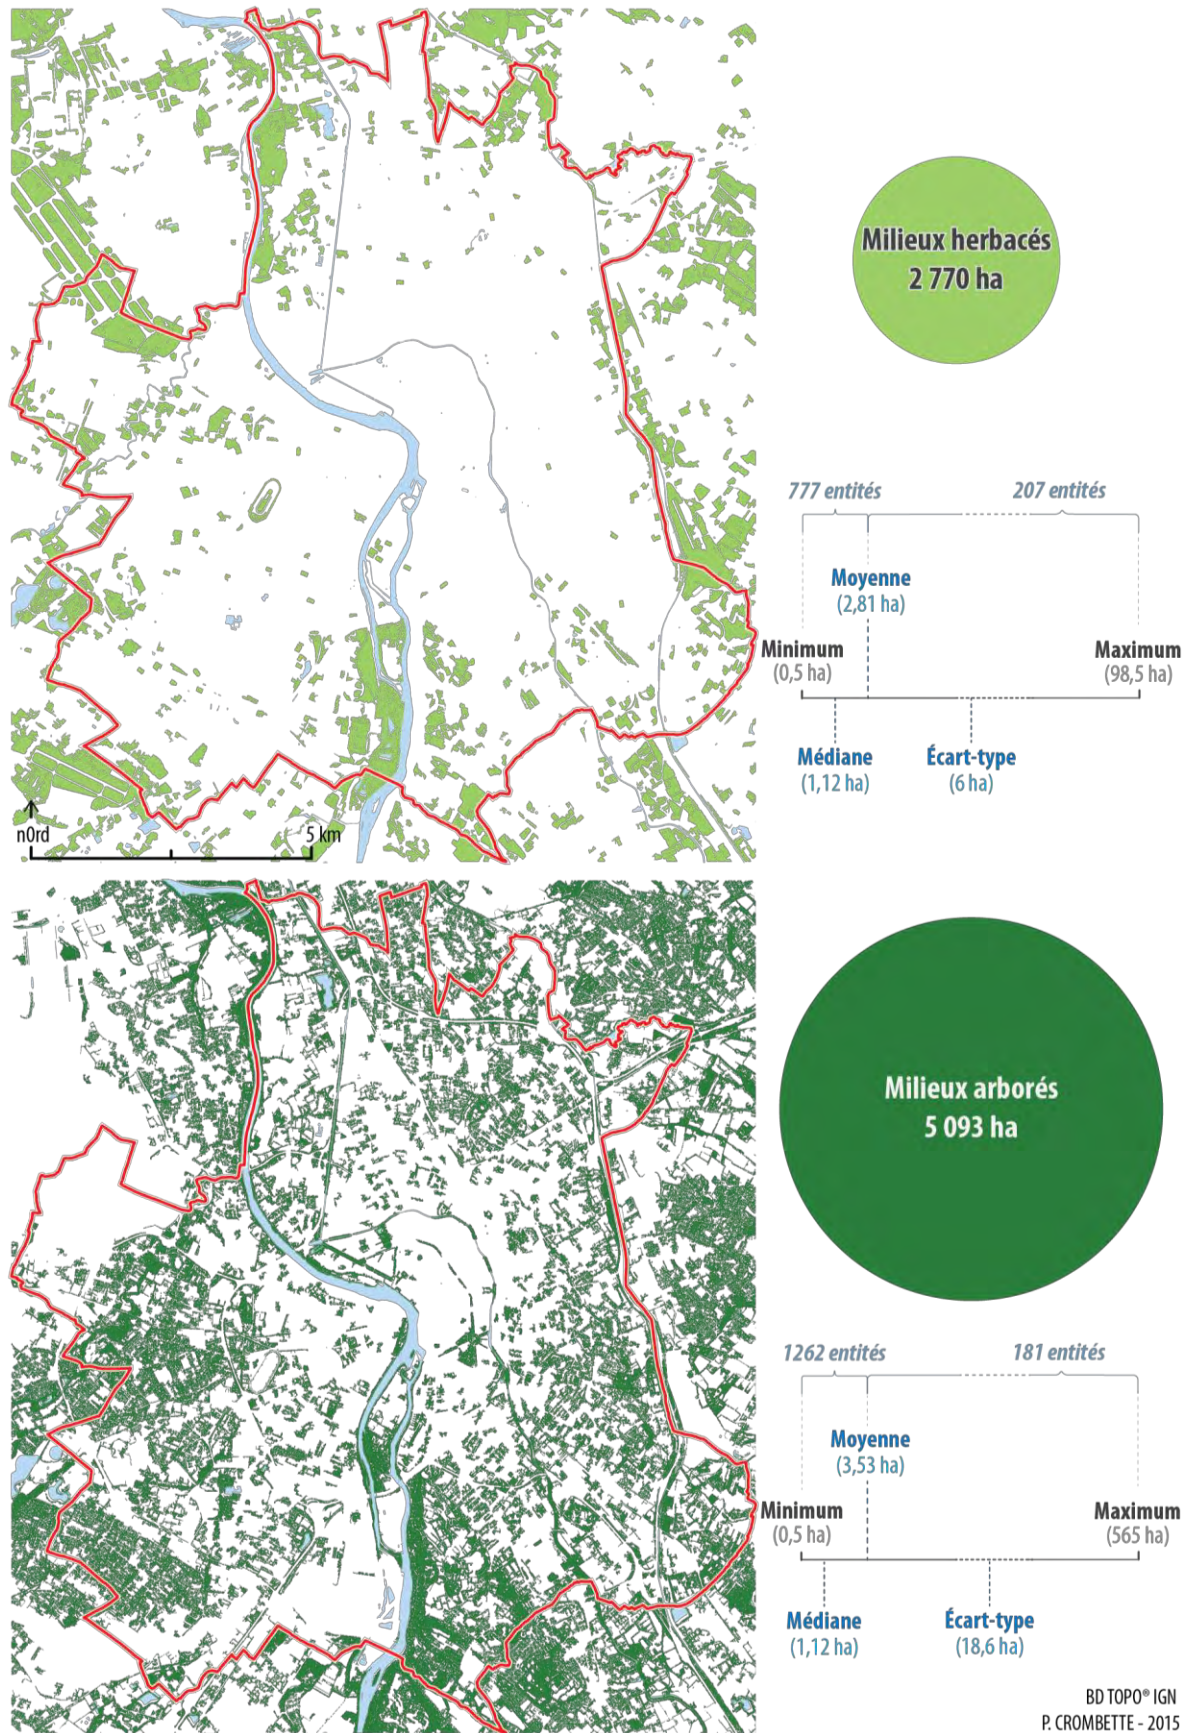 Milieux herbacés
2 770 ha
777 entités
207 entités
Moyenne
(2,81 ha)
Minimum
(0,5 ha)
Maximum
(98,5 ha)
Médiane
(1,12 ha)
Écart-type
(6 ha)
n0rd
5 km
Milieux arborés
5 093 ha
1262 entités
181 entités
Moyenne
(3,53 ha)
Minimum
(0,5 ha)
Maximum
(565 ha)
Médiane
(1,12 ha)
Écart-type
(18,6 ha)
BD TOPO® IGN
P. CROMBETTE - 2015